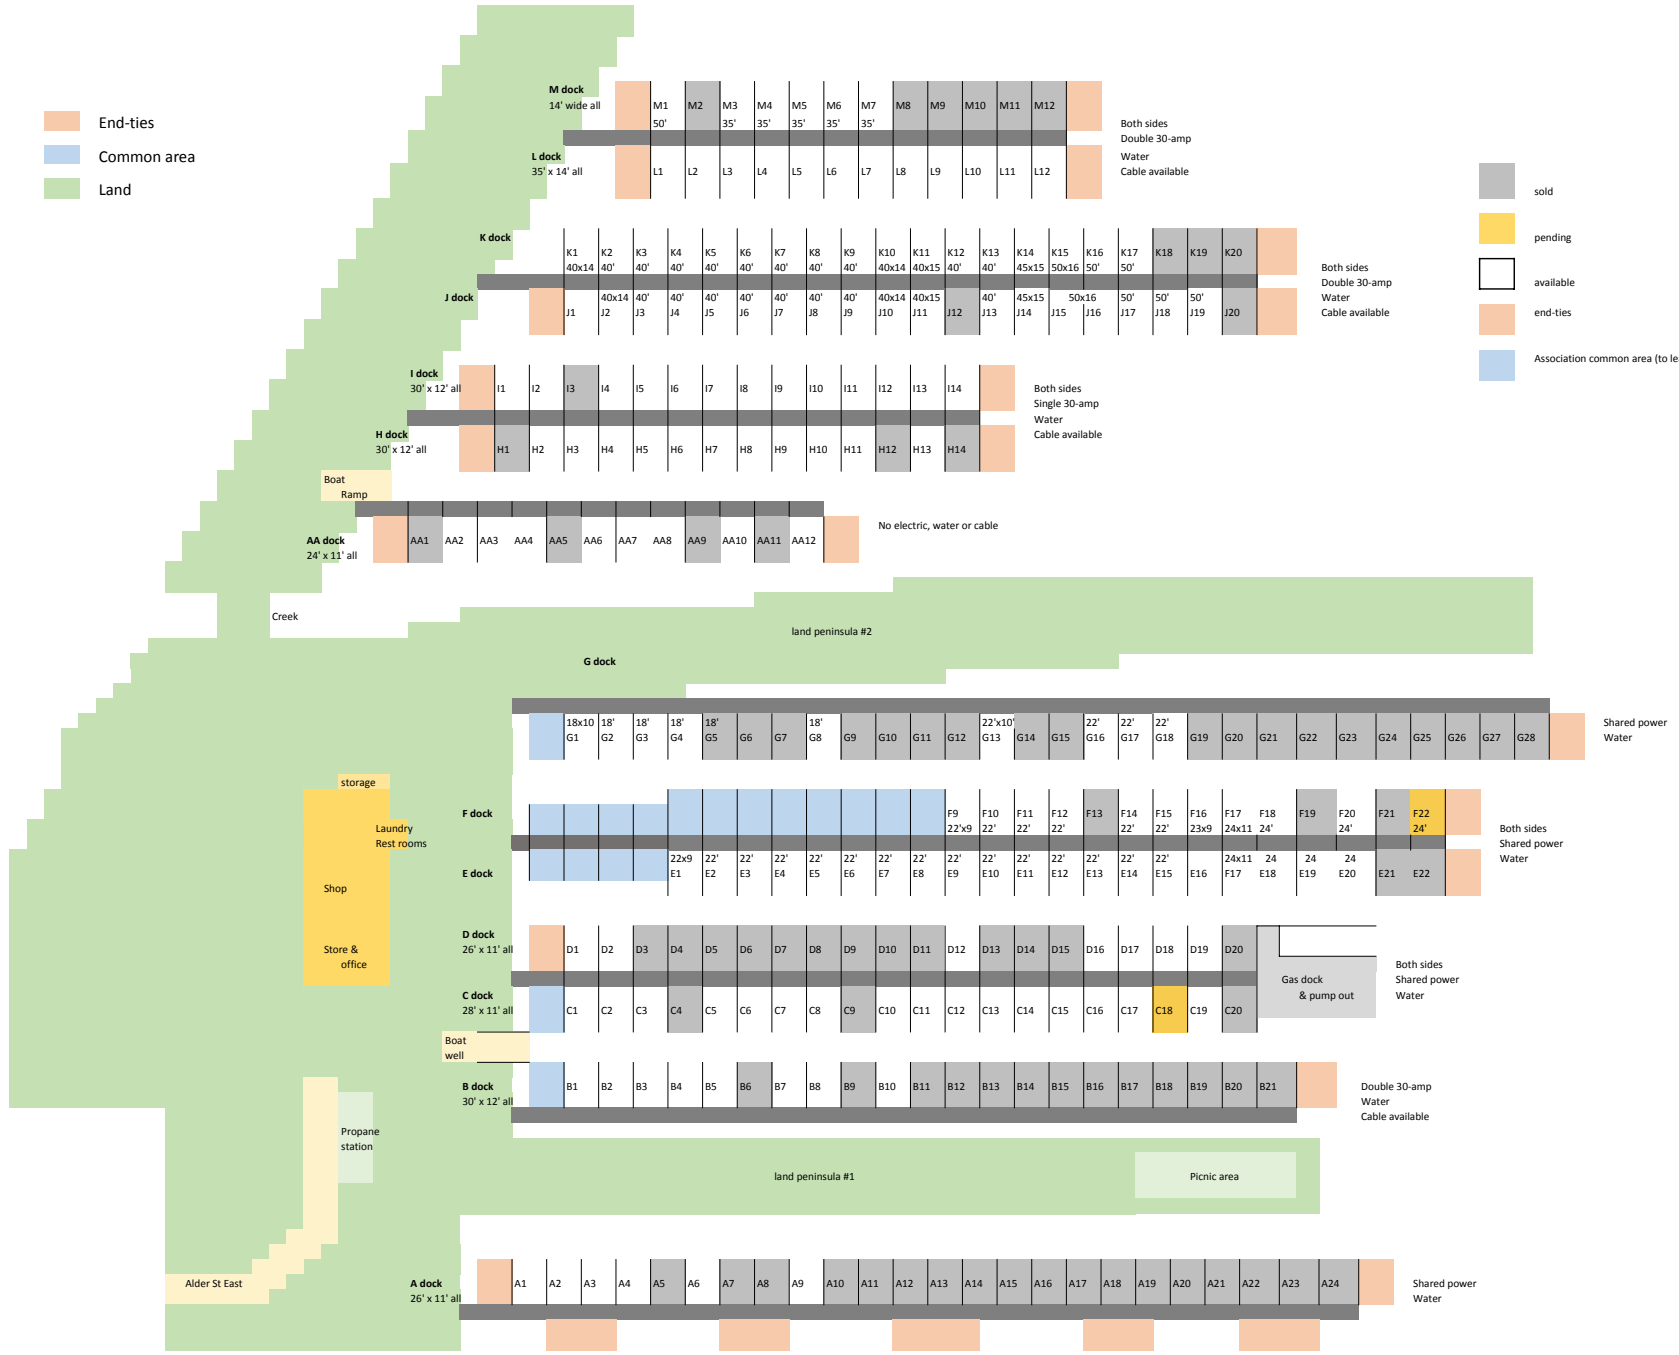 End-ties
Common area
Land
sold
pending
available
end-ties
Association common area (to le
M dock
14' wide all
M1 M2 M3 M4 M5 M6 M7 M8 M9 M10 M11 M12
50' 35' 35' 35' 35' 35'
Both sides
Double 30-amp
Water
Cable available
L dock
35' x 14' all
L1 L2 L3 L4 L5 L6 L7 L8 L9 L10 L11 L12
K dock
K1 K2 K3 K4 K5 K6 K7 K8 K9 K10 K11 K12 K13 K14 K15 K16 K17 K18 K19 K20
40x14 40' 40' 40' 40' 40' 40' 40' 40' 40x14 40x15 40' 40' 45x15 50x16 50' 50'
Both sides
Double 30-amp
Water
Cable available
J dock
40x14 40' 40' 40' 40' 40' 40' 40' 40x14 40x15 40' 45x15 50x16 50' 50' 50'
J1 J2 J3 J4 J5 J6 J7 J8 J9 J10 J11 J12 J13 J14 J15 J16 J17 J18 J19 J20
I dock
30' x 12' all
I1 I2 I3 I4 I5 I6 I7 I8 I9 I10 I11 I12 I13 I14
Both sides
Single 30-amp
Water
Cable available
H dock
30' x 12' all
H1 H2 H3 H4 H5 H6 H7 H8 H9 H10 H11 H12 H13 H14
Boat
Ramp
AA dock
24' x 11' all
AA1 AA2 AA3 AA4 AA5 AA6 AA7 AA8 AA9 AA10 AA11 AA12
No electric, water or cable
Creek
land peninsula #2
G dock
18x10 18' 18' 18' 18' 18' 22'x10' 22' 22' 22'
G1 G2 G3 G4 G5 G6 G7 G8 G9 G10 G11 G12 G13 G14 G15 G16 G17 G18 G19 G20 G21 G22 G23 G24 G25 G26 G27 G28
Shared power
Water
storage
Laundry
Rest rooms
Shop
Store &
office
F dock
F9 F10 F11 F12 F13 F14 F15 F16 F17 F18 F19 F20 F21 F22
22'x9 22' 22' 22' 22' 22' 23x9 24x11 24' 24' 24'
Both sides
Shared power
Water
E dock
22x9 22' 22' 22' 22' 22' 22' 22' 22' 22' 22' 22' 22' 22' 22' 24x11 24 24 24
E1 E2 E3 E4 E5 E6 E7 E8 E9 E10 E11 E12 E13 E14 E15 E16 F17 E18 E19 E20 E21 E22
D dock
26' x 11' all
D1 D2 D3 D4 D5 D6 D7 D8 D9 D10 D11 D12 D13 D14 D15 D16 D17 D18 D19 D20
Gas dock
& pump out
Both sides
Shared power
Water
C dock
28' x 11' all
C1 C2 C3 C4 C5 C6 C7 C8 C9 C10 C11 C12 C13 C14 C15 C16 C17 C18 C19 C20
Boat
well
B dock
30' x 12' all
B1 B2 B3 B4 B5 B6 B7 B8 B9 B10 B11 B12 B13 B14 B15 B16 B17 B18 B19 B20 B21
Double 30-amp
Water
Cable available
Propane
station
land peninsula #1
Picnic area
Alder St East
A dock
26' x 11' all
A1 A2 A3 A4 A5 A6 A7 A8 A9 A10 A11 A12 A13 A14 A15 A16 A17 A18 A19 A20 A21 A22 A23 A24
Shared power
Water